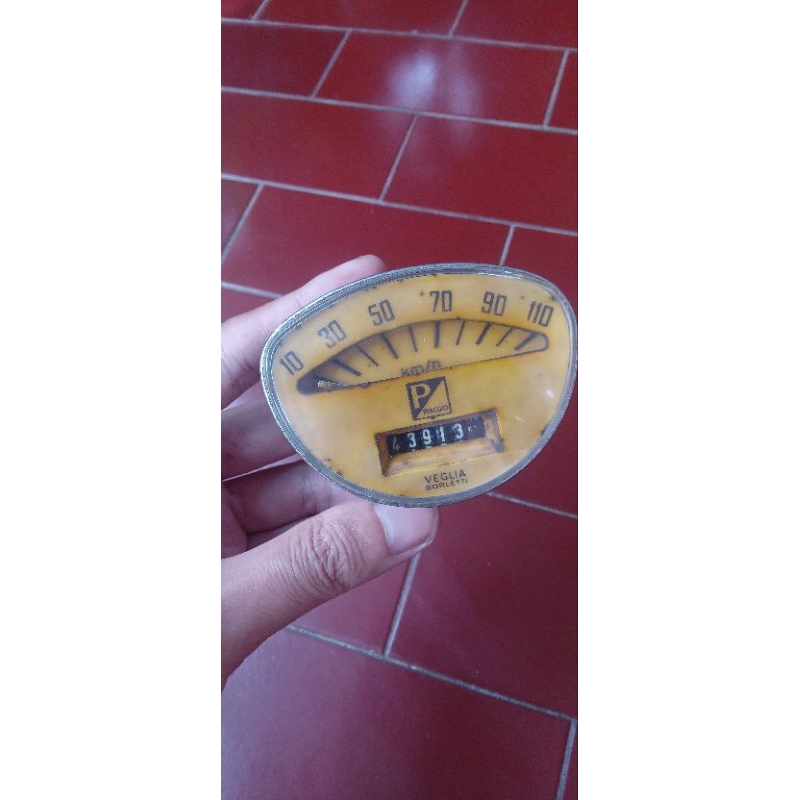 10 30 50 70 90 110
km/h
P
PIAGGIO
3913
VEGLIA
BORLETTI